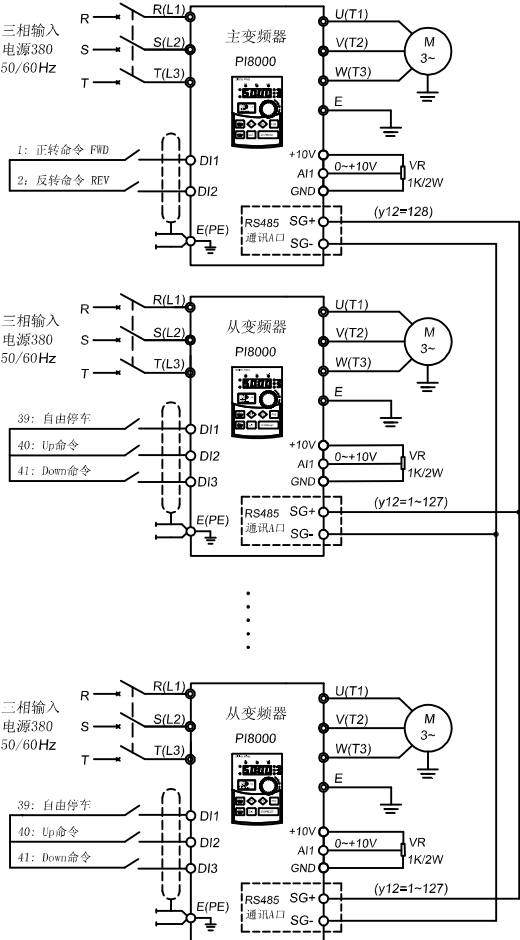 R
R(L1)
三相输入
电源380
50/60Hz
S
S(L2)
T
T(L3)
主变频器
PI8000
U(T1)
V(T2)
W(T3)
M
3~
E
1: 正转命令 FWD
DI1
2: 反转命令 REV
DI2
E(PE)
+10V
AI1
0~+10V
GND
VR
1K/2W
RS485
通讯A口
SG+
SG-
(y12=128)
R
R(L1)
三相输入
电源380
50/60Hz
S
S(L2)
T
T(L3)
从变频器
PI8000
U(T1)
V(T2)
W(T3)
M
3~
E
39: 自由停车
DI1
40: Up命令
DI2
41: Down命令
DI3
E(PE)
+10V
AI1
0~+10V
GND
VR
1K/2W
RS485
通讯A口
SG+
SG-
(y12=1~127)
R
R(L1)
三相输入
电源380
50/60Hz
S
S(L2)
T
T(L3)
从变频器
PI8000
U(T1)
V(T2)
W(T3)
M
3~
E
39: 自由停车
DI1
40: Up命令
DI2
41: Down命令
DI3
E(PE)
+10V
AI1
0~+10V
GND
VR
1K/2W
RS485
通讯A口
SG+
SG-
(y12=1~127)